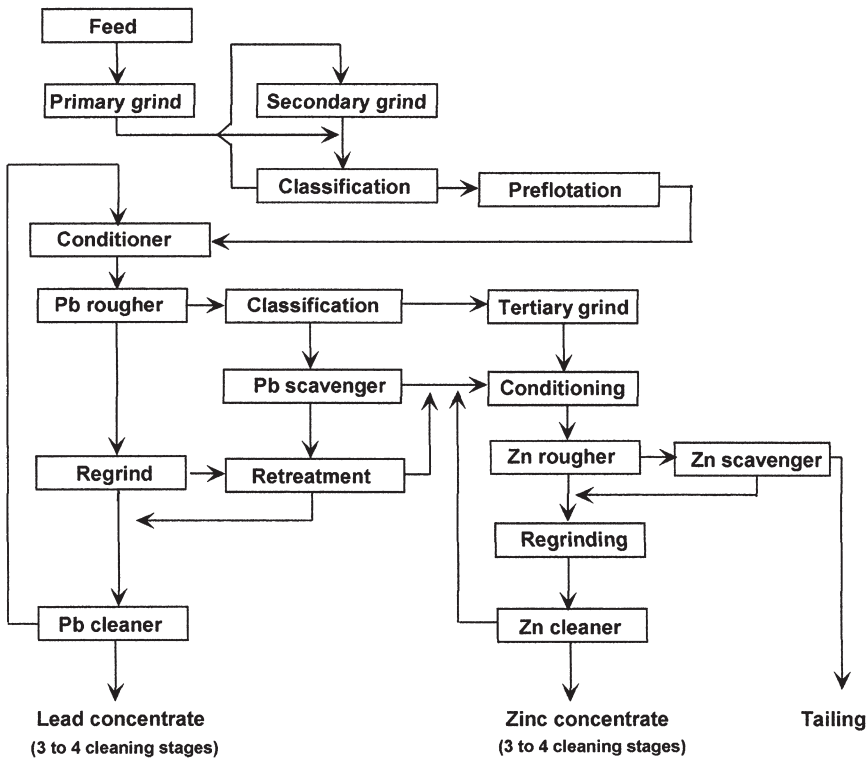 Feed
Primary grind
Secondary grind
Classification
Preflotation
Conditioner
Pb rougher
Classification
Tertiary grind
Pb scavenger
Conditioning
Regrind
Retreatment
Zn rougher
Zn scavenger
Regrinding
Pb cleaner
Zn cleaner
Lead concentrate
(3 to 4 cleaning stages)
Zinc concentrate
(3 to 4 cleaning stages)
Tailing